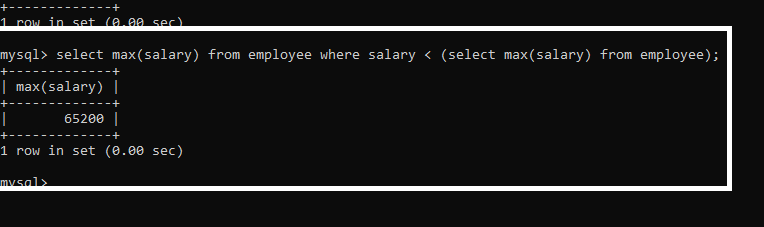 +-------------+
1 row in set (0.00 sec)
mysql> select max(salary) from employee where salary < (select max(salary) from employee);
+-------------+
| max(salary) |
+-------------+
|       65200 |
+-------------+
1 row in set (0.00 sec)
mysql>